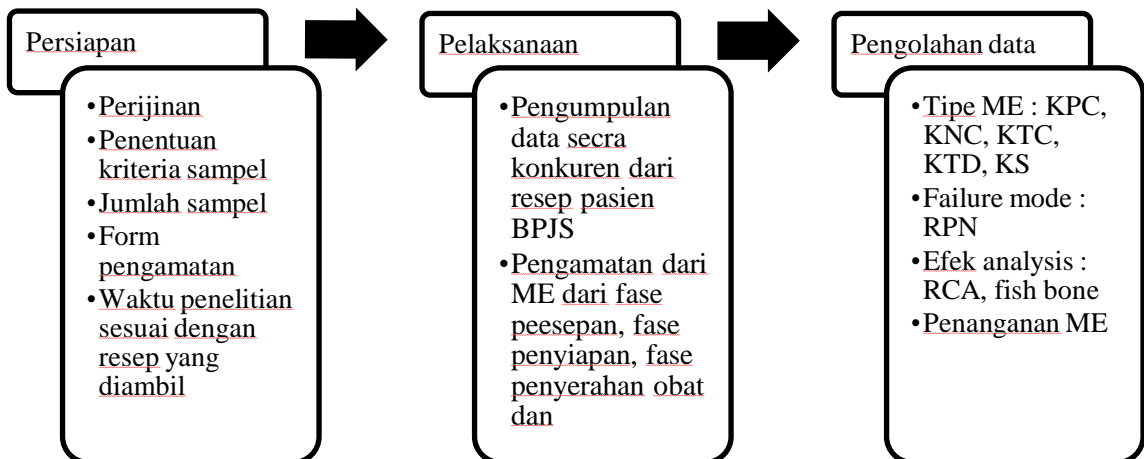 Persiapan
•Perijinan
•Penentuan
kriteria sampel
•Jumlah sampel
•Form
pengamatan
•Waktu penelitian
sesuai dengan
resep yang
diambil
Pelaksanaan
•Pengumpulan
data secra
konkuren dari
resep pasien
BPJS
•Pengamatan dari
ME dari fase
peesepan, fase
penyiapan, fase
penyerahan obat
dan
Pengolahan data
•Tipe ME : KPC,
KNC, KTC,
KTD, KS
•Failure mode :
RPN
•Efek analysis :
RCA, fish bone
•Penanganan ME